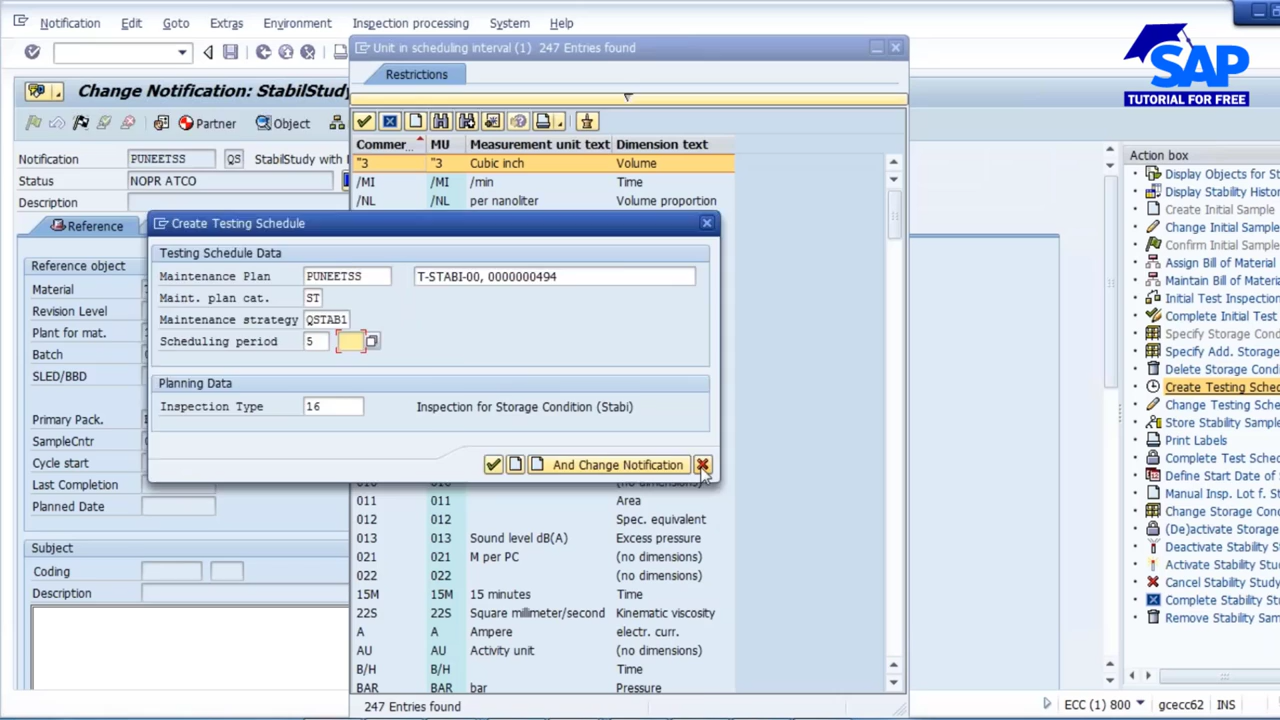 Notification Edit Goto Extras Environment Inspection processing System Help
Unit in scheduling interval (1) 247 Entries found
Restrictions
SAP
TUTORIAL FOR FREE
Change Notification: StabilStudy
Partner Object
Notification PUNEETSS QS StabilStudy with
Status NOPR ATCO
Description
Reference
Reference object
Material
Revision Level
Plant for mat.
Batch
SLED/BBD
Primary Pack.
SampleCntr
Cycle start
Last Completion
Planned Date
Subject
Coding
Description
Commer... MU Measurement unit text Dimension text
"3 "3 Cubic inch Volume
/MI /MI /min Time
/NL /NL per nanoliter Volume proportion
Create Testing Schedule
Testing Schedule Data
Maintenance Plan PUNEETSS T-STABI-00, 0000000494
Maint. plan cat. ST
Maintenance strategy QSTAB1
Scheduling period 5
Planning Data
Inspection Type 16 Inspection for Storage Condition (Stabi)
And Change Notification
010 010 (no dimensions)
011 011 Area
012 012 Spec. equivalent
013 013 Sound level dB(A) Excess pressure
021 021 M per PC (no dimensions)
022 022 (no dimensions)
15M 15M 15 minutes Time
22S 22S Square millimeter/second Kinematic viscosity
A A Ampere electr. curr.
AU AU Activity unit (no dimensions)
B/H B/H Time
BAR BAR bar Pressure
247 Entries found
Action box
Display Objects for St
Display Stability Histor
Create Initial Sample
Change Initial Sample
Confirm Initial Sample
Assign Bill of Material
Maintain Bill of Material
Initial Test Inspection
Complete Initial Test
Specify Storage Condi
Specify Add. Storage
Delete Storage Condit
Create Testing Sched
Change Testing Sche
Store Stability Sample
Print Labels
Complete Test Sched
Define Start Date of S
Manual Insp. Lot f. St
Change Storage Cond
(De)activate Storage
Deactivate Stability St
Activate Stability Stu
Cancel Stability Study
Complete Stability Stu
Remove Stability Sam
ECC (1) 800 gcecc62 INS